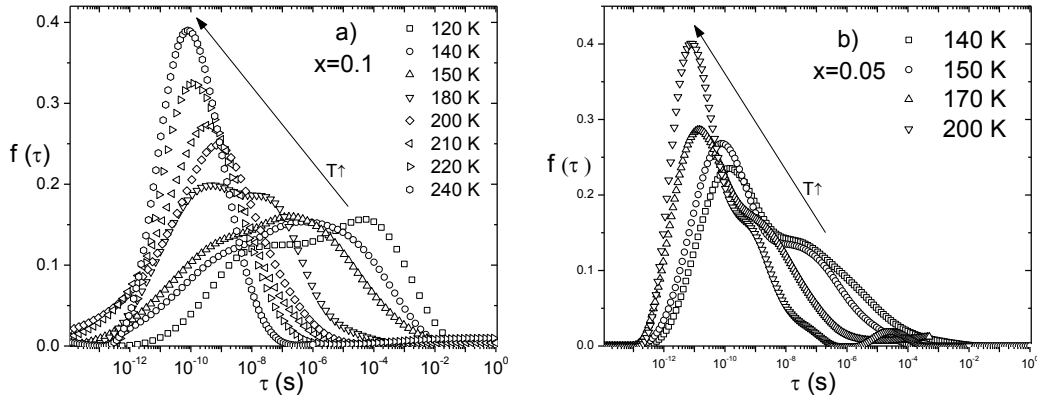 a)
x=0.1
120 K
140 K
150 K
180 K
200 K
210 K
220 K
240 K
T↑
f (τ)
0.4
0.3
0.2
0.1
0.0
10⁻¹² 10⁻¹⁰ 10⁻⁸ 10⁻⁶ 10⁻⁴ 10⁻² 10⁰
τ (s)
b)
x=0.05
140 K
150 K
170 K
200 K
T↑
f (τ)
0.4
0.3
0.2
0.1
0.0
10⁻¹² 10⁻¹⁰ 10⁻⁸ 10⁻⁶ 10⁻⁴ 10⁻² 10⁰
τ (s)